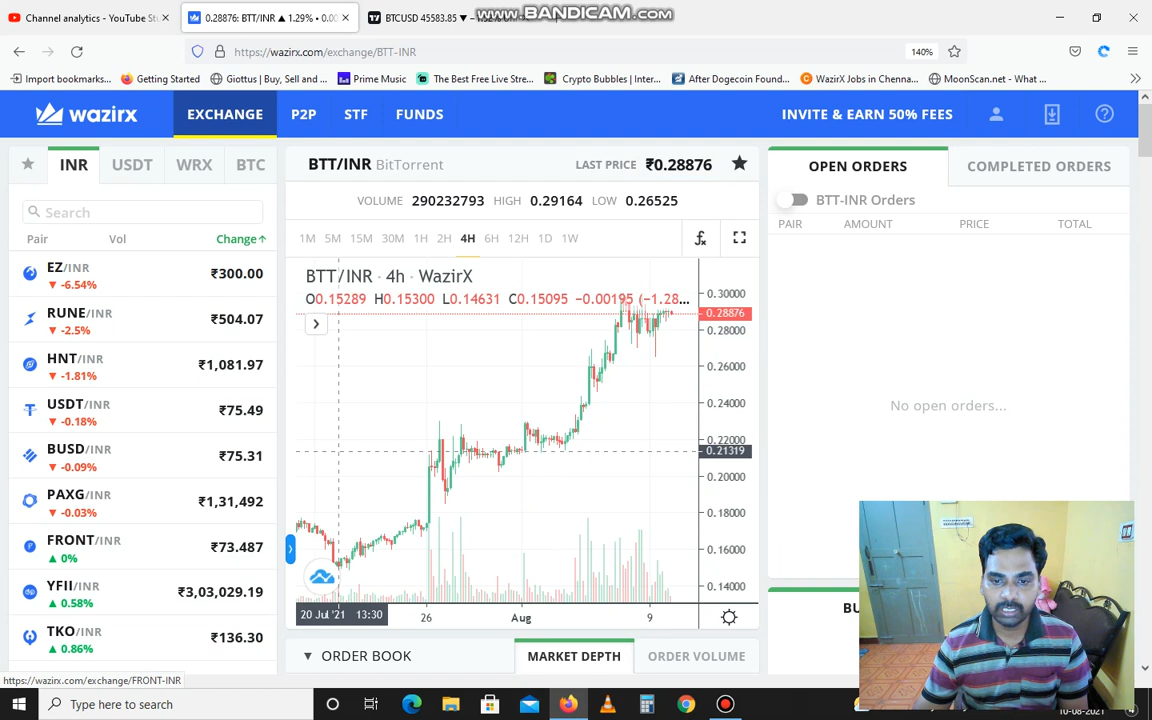 Channel analytics - YouTube St
0.28876: BTT/INR ▲ 1.29% • 0.00
BTCUSD 45583.85 ▼
WWW.BANDICAM.COM
https://wazirx.com/exchange/BTT-INR
140%
Import bookmarks...
Getting Started
Giottus | Buy, Sell and ...
Prime Music
The Best Free Live Stre...
Crypto Bubbles | Inter...
After Dogecoin Found...
WazirX Jobs in Chenna...
MoonScan.net - What ...
wazirx
EXCHANGE
P2P
STF
FUNDS
INVITE & EARN 50% FEES
INR
USDT
WRX
BTC
Search
Pair
Vol
Change↑
EZ/INR
₹300.00
▼ -6.54%
RUNE/INR
₹504.07
▼ -2.5%
HNT/INR
₹1,081.97
▼ -1.81%
USDT/INR
₹75.49
▼ -0.18%
BUSD/INR
₹75.31
▼ -0.09%
PAXG/INR
₹1,31,492
▼ -0.03%
FRONT/INR
₹73.487
▲ 0%
YFII/INR
₹3,03,029.19
▲ 0.58%
TKO/INR
₹136.30
▲ 0.86%
https://wazirx.com/exchange/FRONT-INR
BTT/INR BitTorrent
LAST PRICE ₹0.28876
VOLUME 290232793 HIGH 0.29164 LOW 0.26525
1M 5M 15M 30M 1H 2H 4H 6H 12H 1D 1W
BTT/INR · 4h · WazirX
O0.15289 H0.15300 L0.14631 C0.15095 −0.00195 (−1.28...
0.30000
0.28876
0.28000
0.26000
0.24000
0.22000
0.21319
0.20000
0.18000
0.16000
0.14000
20 Jul '21 13:30
26
Aug
9
▼ ORDER BOOK
MARKET DEPTH
ORDER VOLUME
OPEN ORDERS
COMPLETED ORDERS
BTT-INR Orders
PAIR
AMOUNT
PRICE
TOTAL
No open orders...
BU
Type here to search
10-08-2021